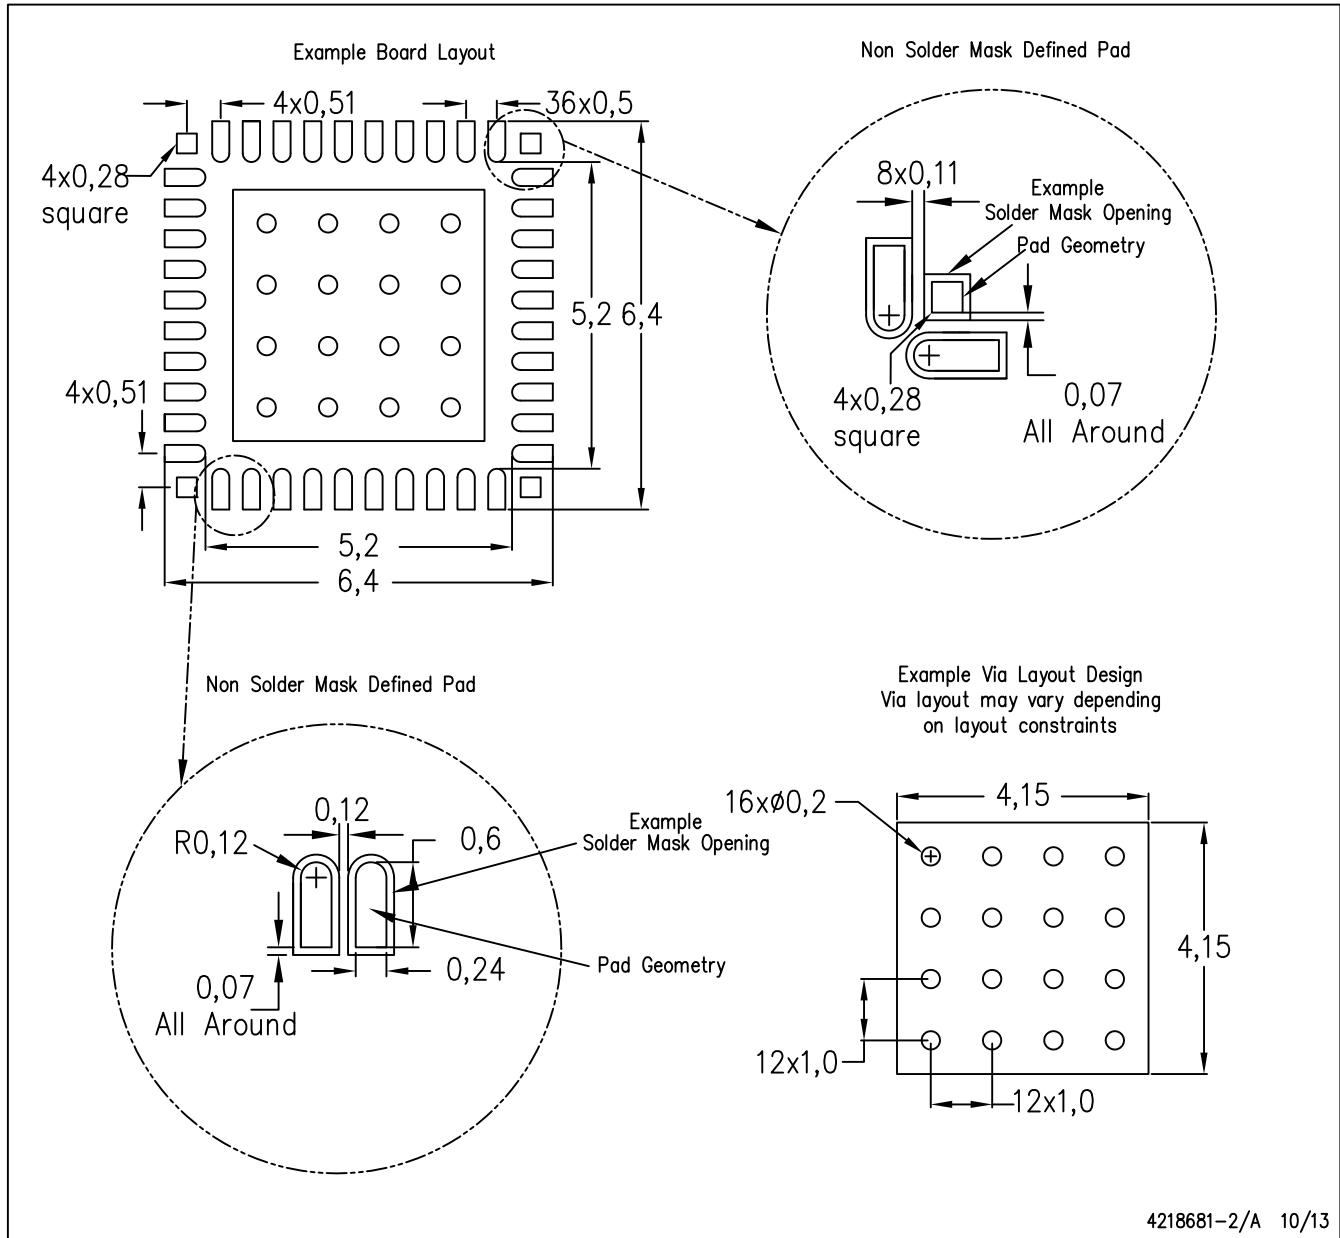 Example Board Layout
Non Solder Mask Defined Pad
4x0,51
36x0,5
4x0,28
square
5,2
6,4
4x0,51
5,2
6,4
8x0,11
Example
Solder Mask Opening
Pad Geometry
4x0,28
square
0,07
All Around
Non Solder Mask Defined Pad
0,12
R0,12
0,6
Example
Solder Mask Opening
0,07
All Around
0,24
Pad Geometry
Example Via Layout Design
Via layout may vary depending
on layout constraints
16xø0,2
4,15
4,15
12x1,0
12x1,0
4218681-2/A 10/13